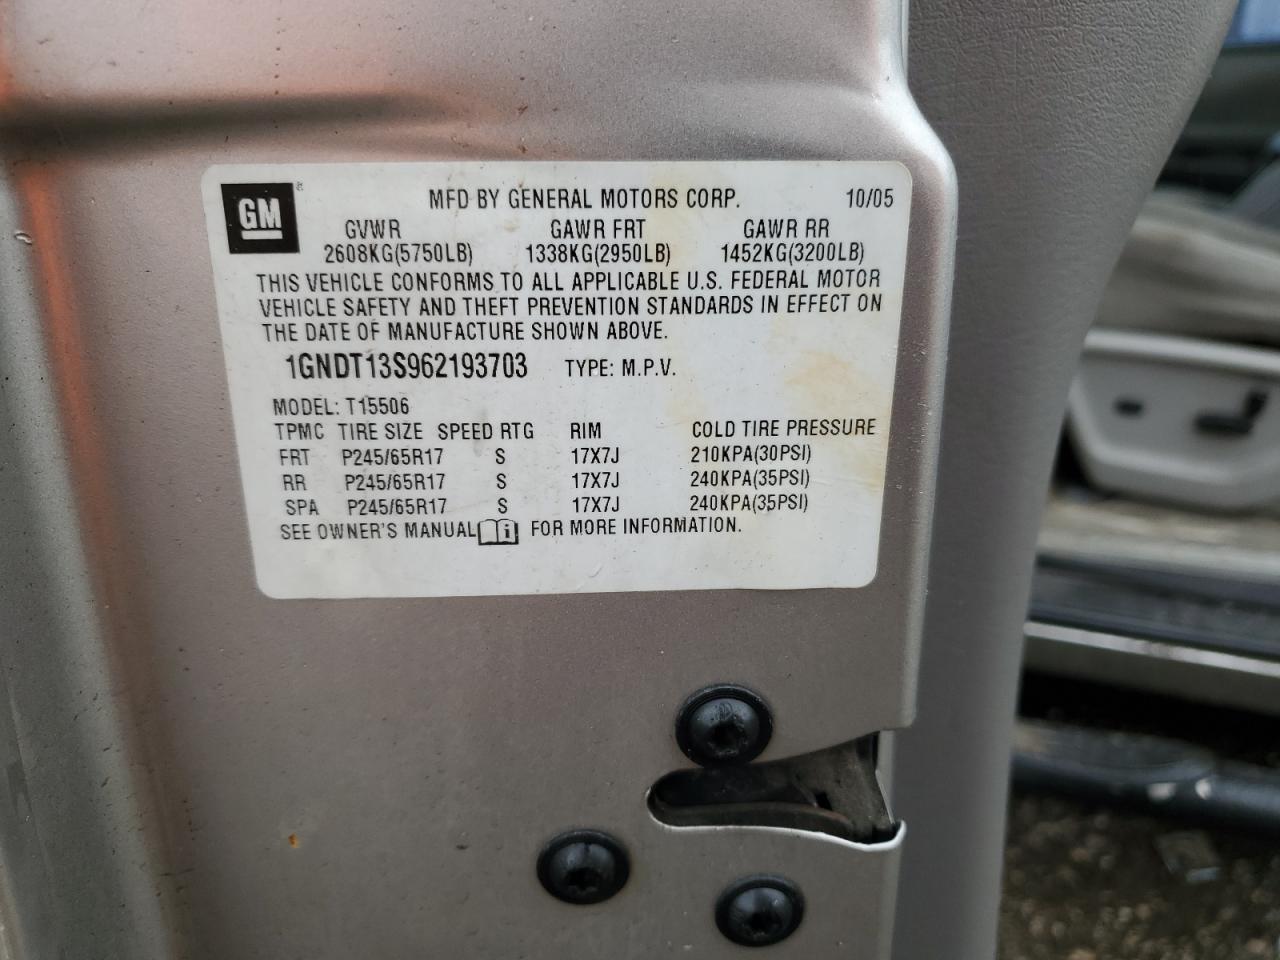 GM ® MFD BY GENERAL MOTORS CORP. 10/05
GVWR GAWR FRT GAWR RR
2608KG(5750LB) 1338KG(2950LB) 1452KG(3200LB)
THIS VEHICLE CONFORMS TO ALL APPLICABLE U.S. FEDERAL MOTOR
VEHICLE SAFETY AND THEFT PREVENTION STANDARDS IN EFFECT ON
THE DATE OF MANUFACTURE SHOWN ABOVE.
1GNDT13S962193703 TYPE: M.P.V.
MODEL: T15506
TPMC TIRE SIZE SPEED RTG RIM COLD TIRE PRESSURE
FRT P245/65R17 S 17X7J 210KPA(30PSI)
RR P245/65R17 S 17X7J 240KPA(35PSI)
SPA P245/65R17 S 17X7J 240KPA(35PSI)
SEE OWNER'S MANUAL i FOR MORE INFORMATION.